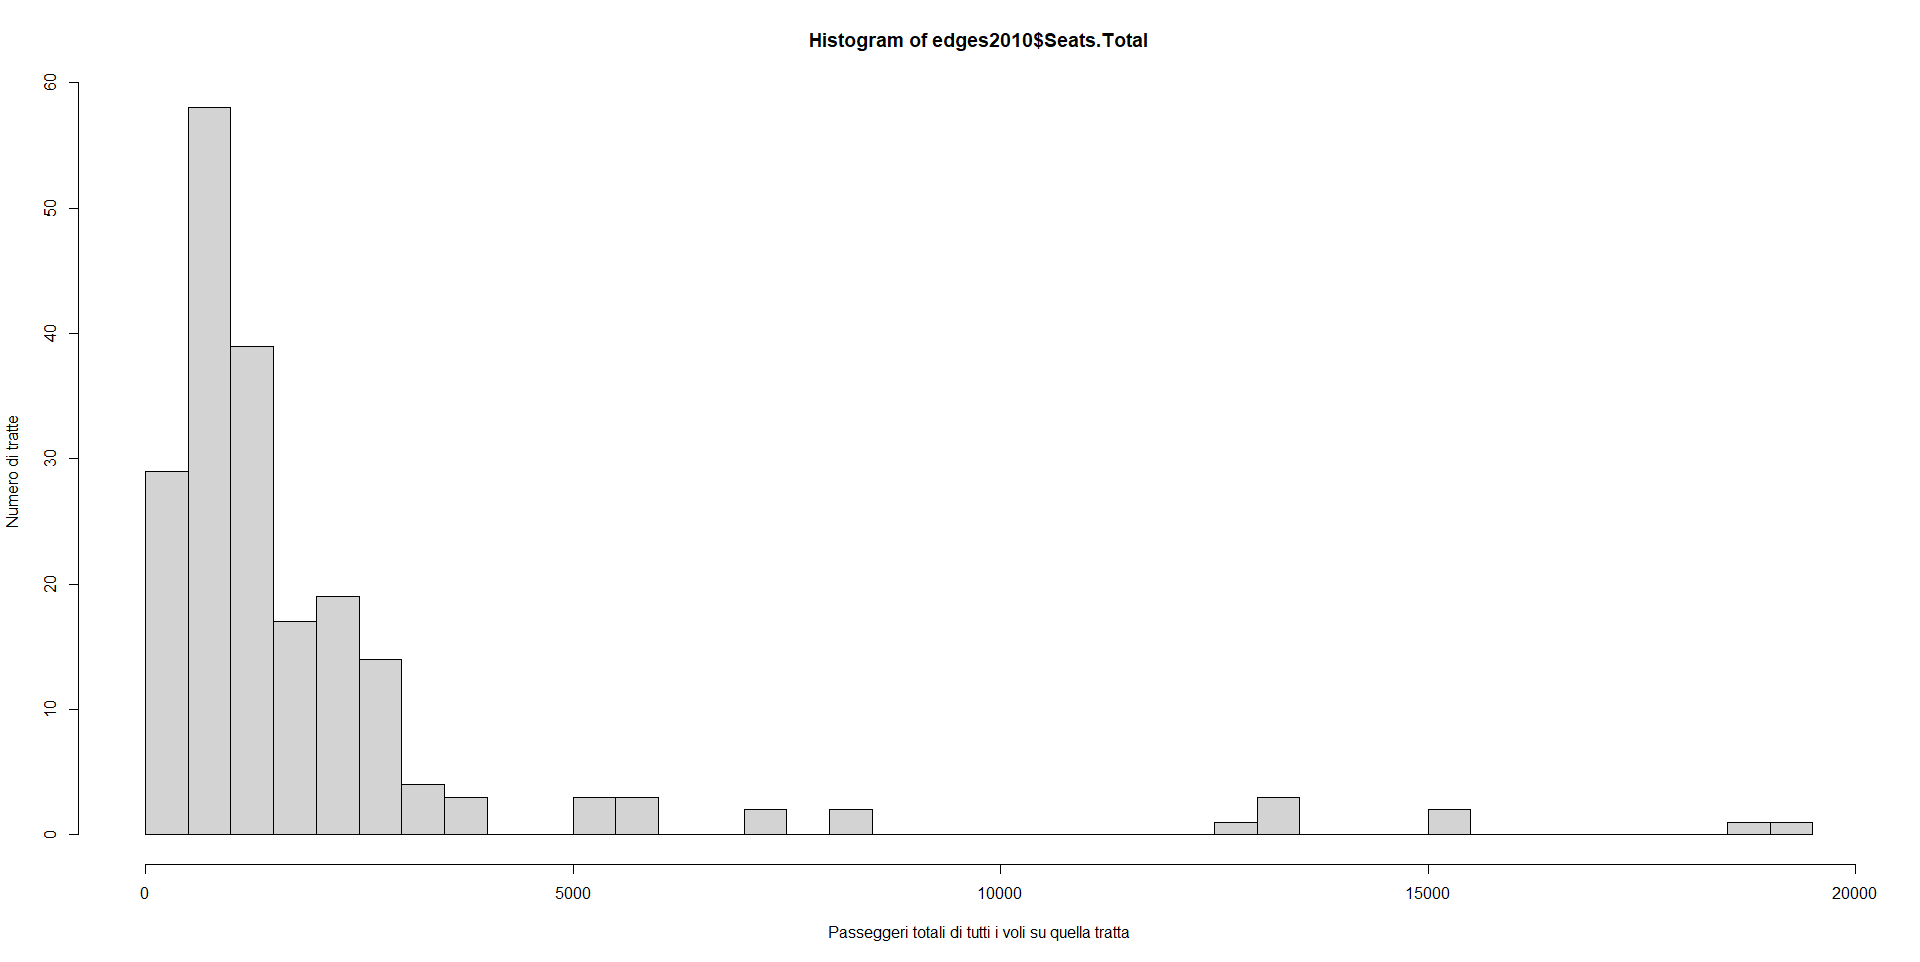 Histogram of edges2010$Seats.Total
Numero di tratte
60
50
40
30
20
10
0
0 5000 10000 15000 20000
Passeggeri totali di tutti i voli su quella tratta